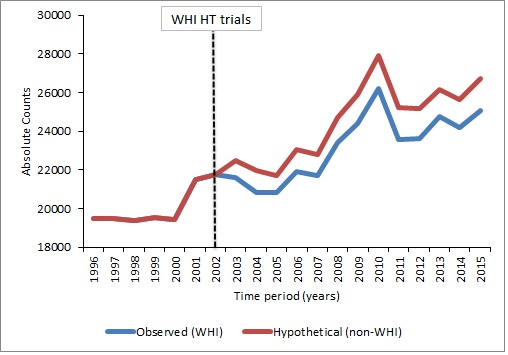 WHI HT trials
30000
28000
26000
24000
22000
20000
18000
Absolute Counts
1996 1997 1998 1999 2000 2001 2002 2003 2004 2005 2006 2007 2008 2009 2010 2011 2012 2013 2014 2015
Time period (years)
Observed (WHI) Hypothetical (non-WHI)